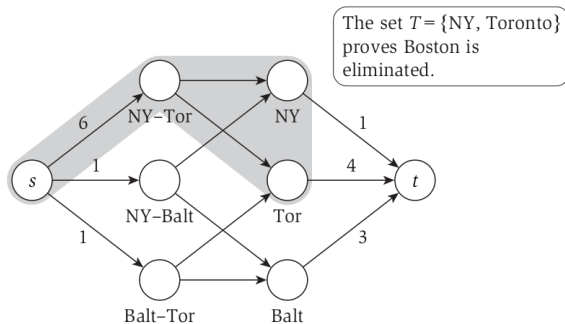 The set T = {NY, Toronto}
proves Boston is
eliminated.
NY–Tor
NY
6
1
s
1
4
t
NY–Balt
Tor
1
3
Balt–Tor
Balt